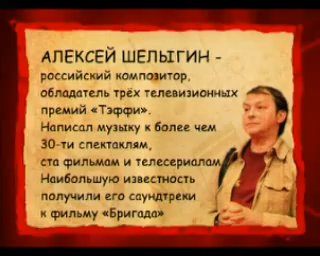 АЛЕКСЕЙ ШЕЛЫГИН -
российский композитор,
обладатель трёх телевизионных
премий «Тэффи».
Написал музыку к более чем
30-ти спектаклям,
ста фильмам и телесериалам
Наибольшую известность
получили его саундтреки
к фильму «Бригада»